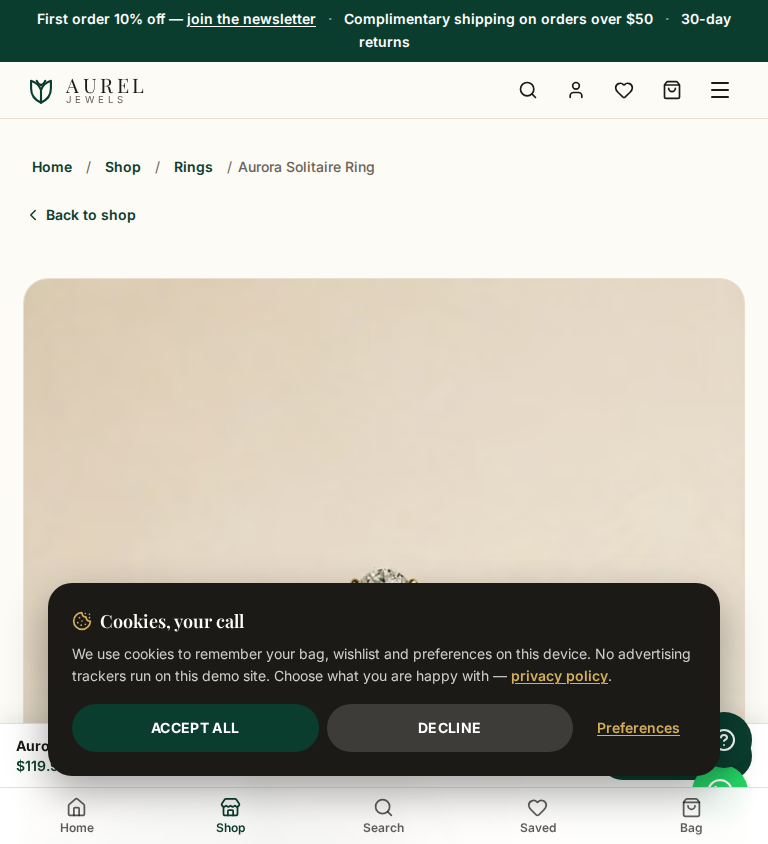 First order 10% off — join the newsletter · Complimentary shipping on orders over $50 · 30-day
returns
AUREL
JEWELS
Home / Shop / Rings / Aurora Solitaire Ring
Back to shop
Cookies, your call
We use cookies to remember your bag, wishlist and preferences on this device. No advertising
trackers run on this demo site. Choose what you are happy with — privacy policy.
ACCEPT ALL DECLINE Preferences
Home Shop Search Saved Bag